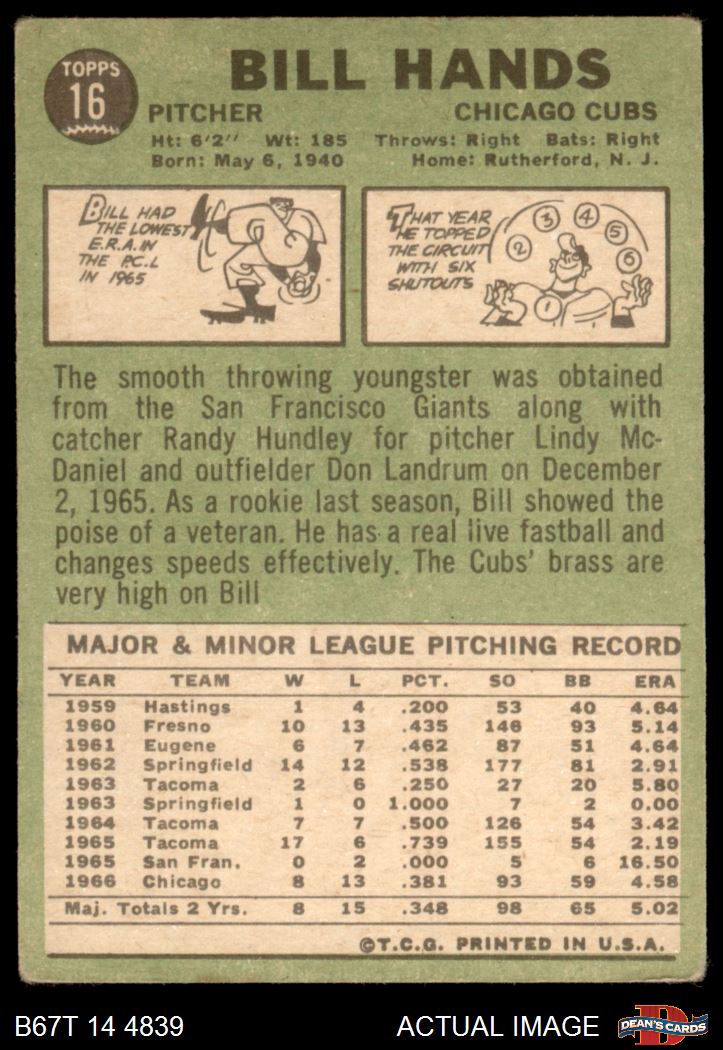 TOPPS
16
BILL HANDS
PITCHER CHICAGO CUBS
Ht: 6'2" Wt: 185 Throws: Right Bats: Right
Born: May 6, 1940 Home: Rutherford, N. J.
BILL HAD
THE LOWEST
E.R.A. IN
THE P.C.L
IN 1965
THAT YEAR
HE TOPPED
THE CIRCUIT
WITH SIX
SHUTOUTS
1 2 3 4 5 6
The smooth throwing youngster was obtained
from the San Francisco Giants along with
catcher Randy Hundley for pitcher Lindy Mc-
Daniel and outfielder Don Landrum on December
2, 1965. As a rookie last season, Bill showed the
poise of a veteran. He has a real live fastball and
changes speeds effectively. The Cubs' brass are
very high on Bill
MAJOR & MINOR LEAGUE PITCHING RECORD
YEAR TEAM W L PCT. SO BB ERA
1959 Hastings 1 4 .200 53 40 4.64
1960 Fresno 10 13 .435 146 93 5.14
1961 Eugene 6 7 .462 87 51 4.64
1962 Springfield 14 12 .538 177 81 2.91
1963 Tacoma 2 6 .250 27 20 5.80
1963 Springfield 1 0 1.000 7 2 0.00
1964 Tacoma 7 7 .500 126 54 3.42
1965 Tacoma 17 6 .739 155 54 2.19
1965 San Fran. 0 2 .000 5 6 16.50
1966 Chicago 8 13 .381 93 59 4.58
Maj. Totals 2 Yrs. 8 15 .348 98 65 5.02
©T.C.G. PRINTED IN U.S.A.
B67T 14 4839 ACTUAL IMAGE D DEAN'S CARDS